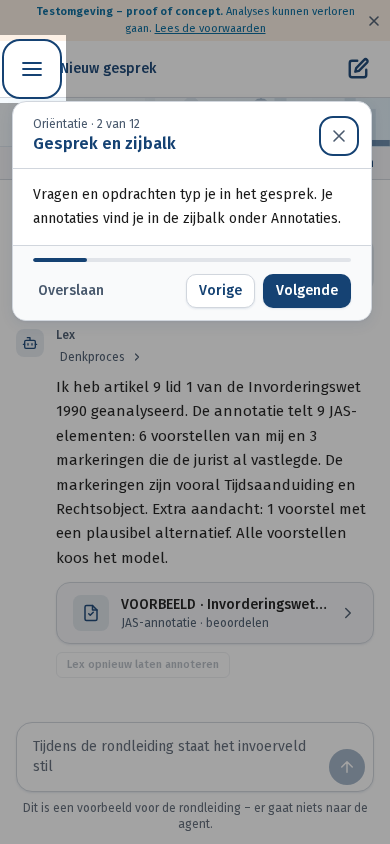 Testomgeving – proof of concept. Analyses kunnen verloren
gaan. Lees de voorwaarden
Nieuw gesprek
Oriëntatie · 2 van 12
Gesprek en zijbalk
Vragen en opdrachten typ je in het gesprek. Je
annotaties vind je in de zijbalk onder Annotaties.
Overslaan
Vorige
Volgende
Lex
Denkproces
Ik heb artikel 9 lid 1 van de Invorderingswet
1990 geanalyseerd. De annotatie telt 9 JAS-
elementen: 6 voorstellen van mij en 3
markeringen die de jurist al vastlegde. De
markeringen zijn vooral Tijdsaanduiding en
Rechtsobject. Extra aandacht: 1 voorstel met
een plausibel alternatief. Alle voorstellen
koos het model.
VOORBEELD · Invorderingswet...
JAS-annotatie · beoordelen
Lex opnieuw laten annoteren
Tijdens de rondleiding staat het invoerveld
stil
Dit is een voorbeeld voor de rondleiding – er gaat niets naar de
agent.